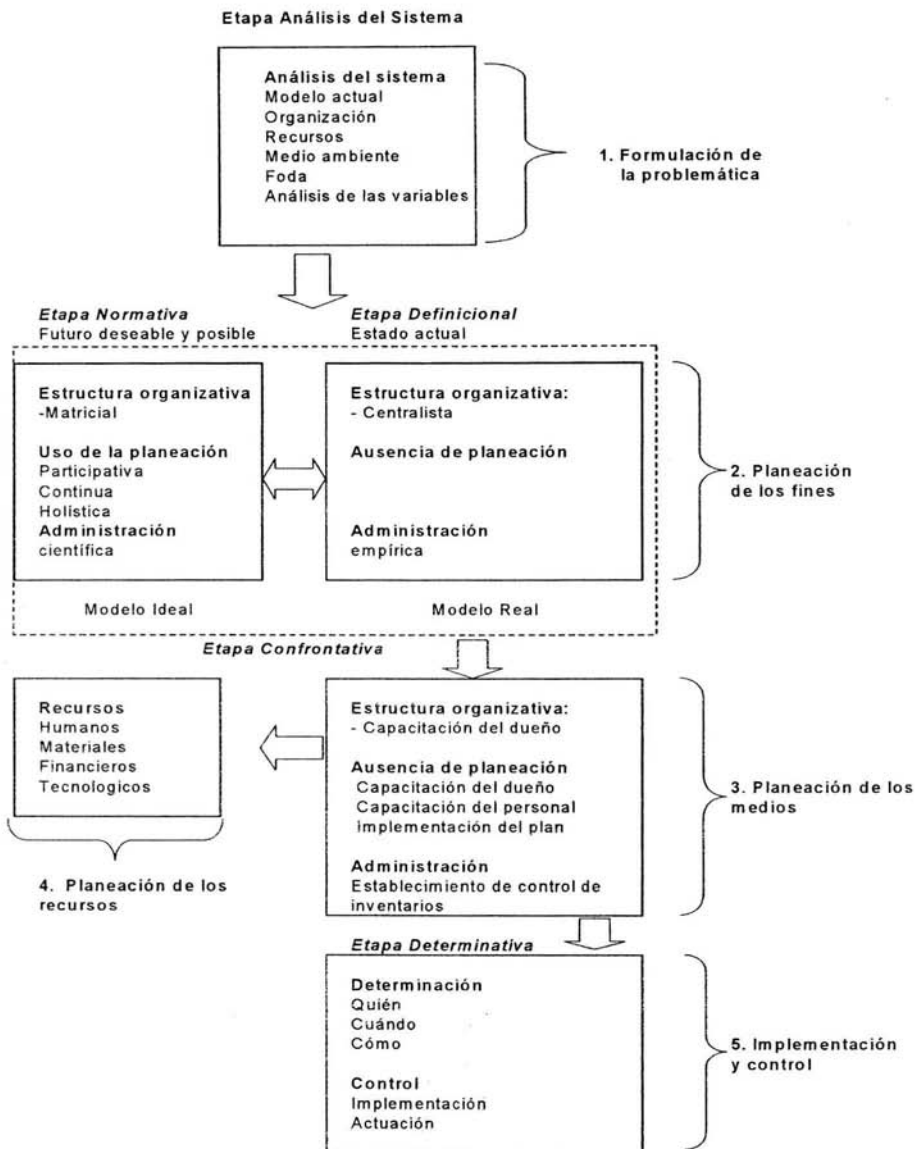 Etapa Análisis del Sistema
Análisis del sistema
Modelo actual
Organización
Recursos
Medio ambiente
Foda
Análisis de las variables
1. Formulación de
la problemática
Etapa Normativa
Futuro deseable y posible
Etapa Definicional
Estado actual
Estructura organizativa
-Matricial
Uso de la planeación
Participativa
Continua
Holística
Administración
científica
Estructura organizativa:
- Centralista
Ausencia de planeación
Administración
empírica
2. Planeación
de los fines
Modelo Ideal
Modelo Real
Etapa Confrontativa
Recursos
Humanos
Materiales
Financieros
Tecnologicos
4. Planeación de los
recursos
Estructura organizativa:
- Capacitación del dueño
Ausencia de planeación
Capacitación del dueño
Capacitación del personal
Implementación del plan
Administración
Establecimiento de control de
inventarios
3. Planeación de los
medios
Etapa Determinativa
Determinación
Quién
Cuándo
Cómo
Control
Implementación
Actuación
5. Implementación
y control